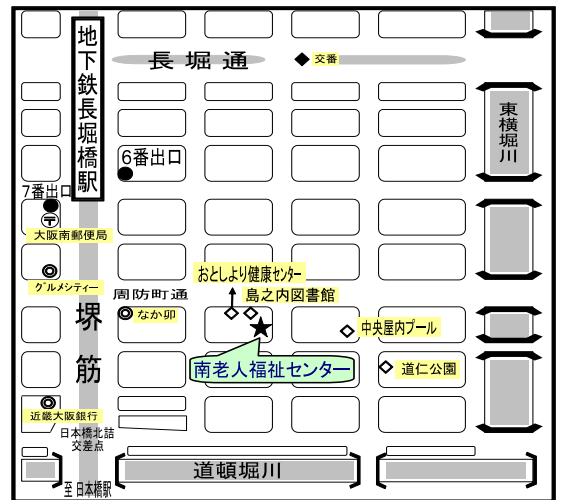 地下鉄長堀橋駅
長堀通
交番
東横堀川
6番出口
7番出口
〒
大阪南郵便局
グルメシティー
おとしより健康センター
島之内図書館
周防町通
なか卯
中央屋内プール
堺筋
南老人福祉センター
道仁公園
近畿大阪銀行
日本橋北詰
交差点
道頓堀川
至 日本橋駅